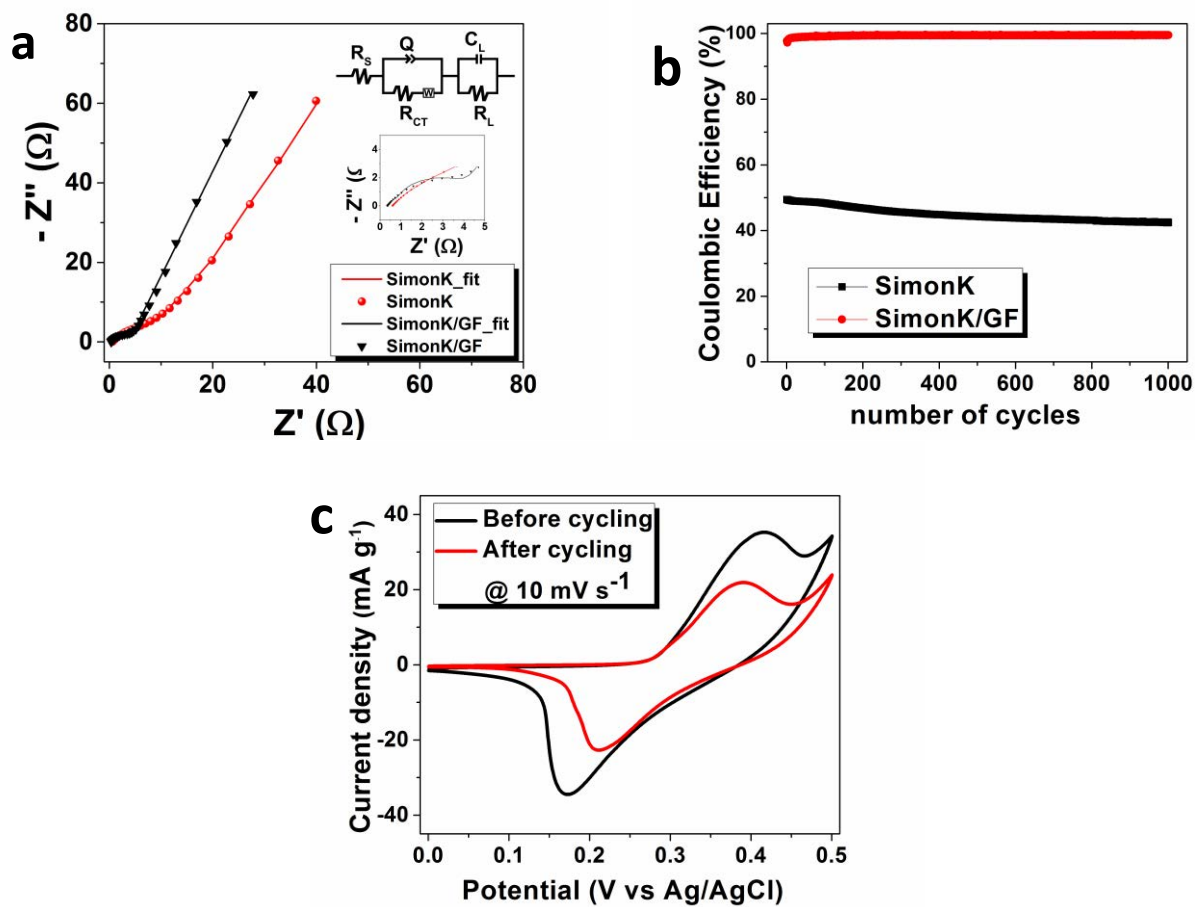 a
80
60
40
20
0
- Z'' (Ω)
0 20 40 60 80
Z' (Ω)
R_S
Q
C_L
R_CT
W
R_L
4
2
0
- Z''
0 1 2 3 4 5
Z' (Ω)
SimonK_fit
SimonK
SimonK/GF_fit
SimonK/GF
b
100
80
60
40
20
0
Coulombic Efficiency (%)
SimonK
SimonK/GF
0 200 400 600 800 1000
number of cycles
c
40
20
0
-20
-40
Current density (mA g⁻¹)
Before cycling
After cycling
@ 10 mV s⁻¹
0.0 0.1 0.2 0.3 0.4 0.5
Potential (V vs Ag/AgCl)